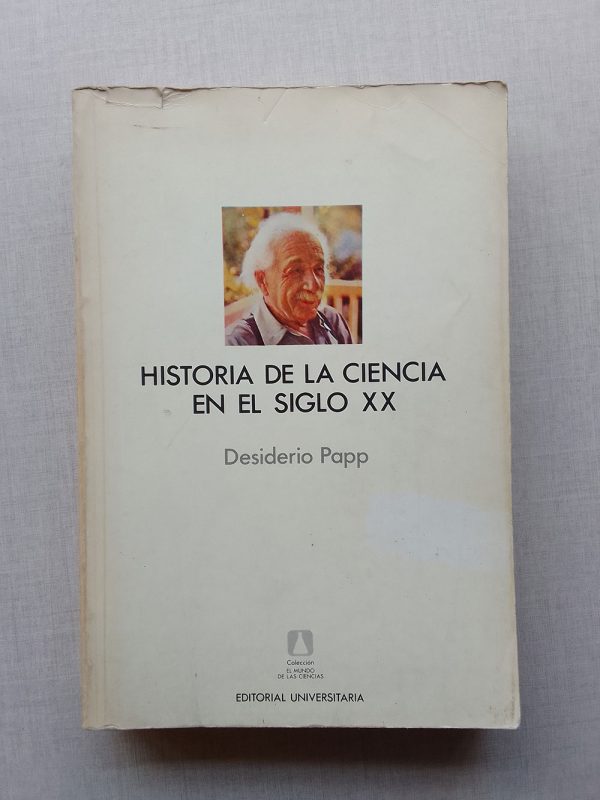 HISTORIA DE LA CIENCIA
EN EL SIGLO XX
Desiderio Papp
Colección
EL MUNDO
DE LAS CIENCIAS
EDITORIAL UNIVERSITARIA